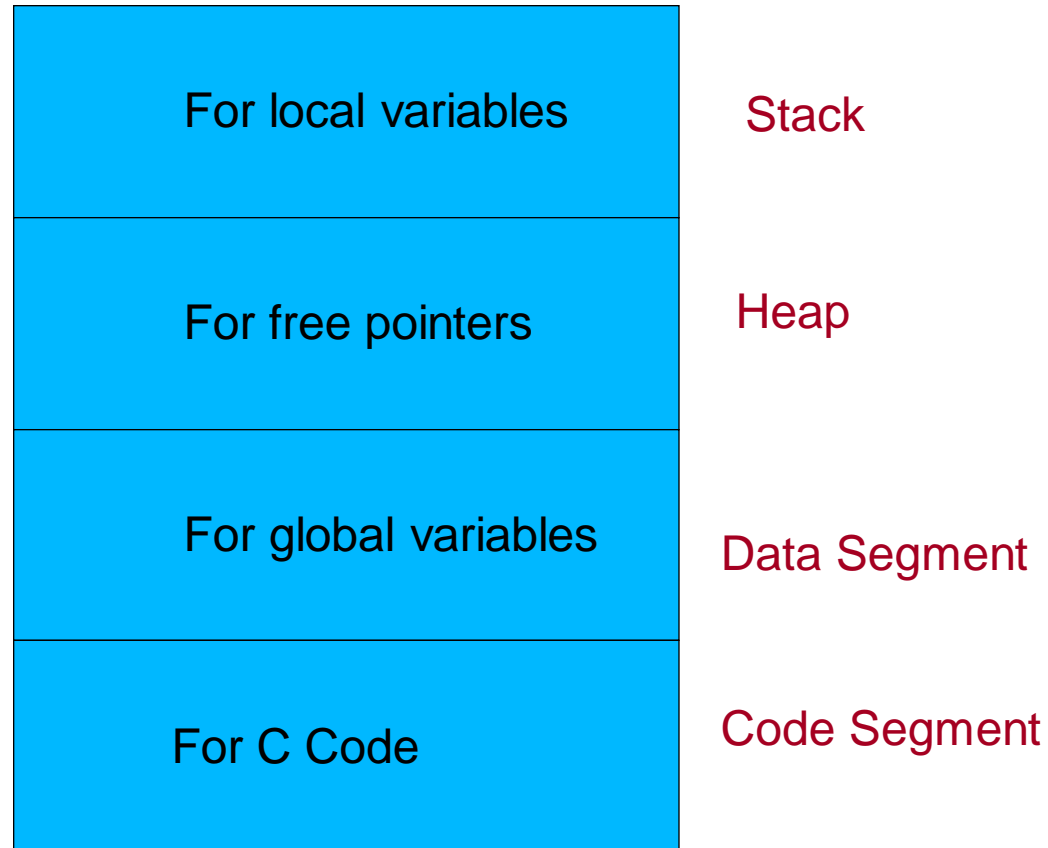 For local variables
Stack
For free pointers
Heap
For global variables
Data Segment
For C Code
Code Segment